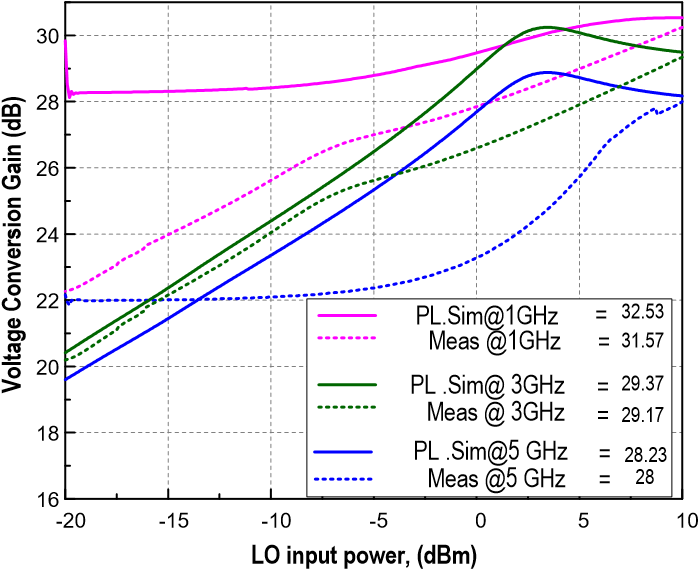 Voltage Conversion Gain (dB)
30
28
26
24
22
20
18
16
-20
-15
-10
-5
0
5
10
LO input power, (dBm)
PL.Sim@1GHz = 32.53
Meas @1GHz = 31.57
PL .Sim@ 3GHz = 29.37
Meas @ 3GHz = 29.17
PL .Sim@5 GHz = 28.23
Meas @5 GHz = 28